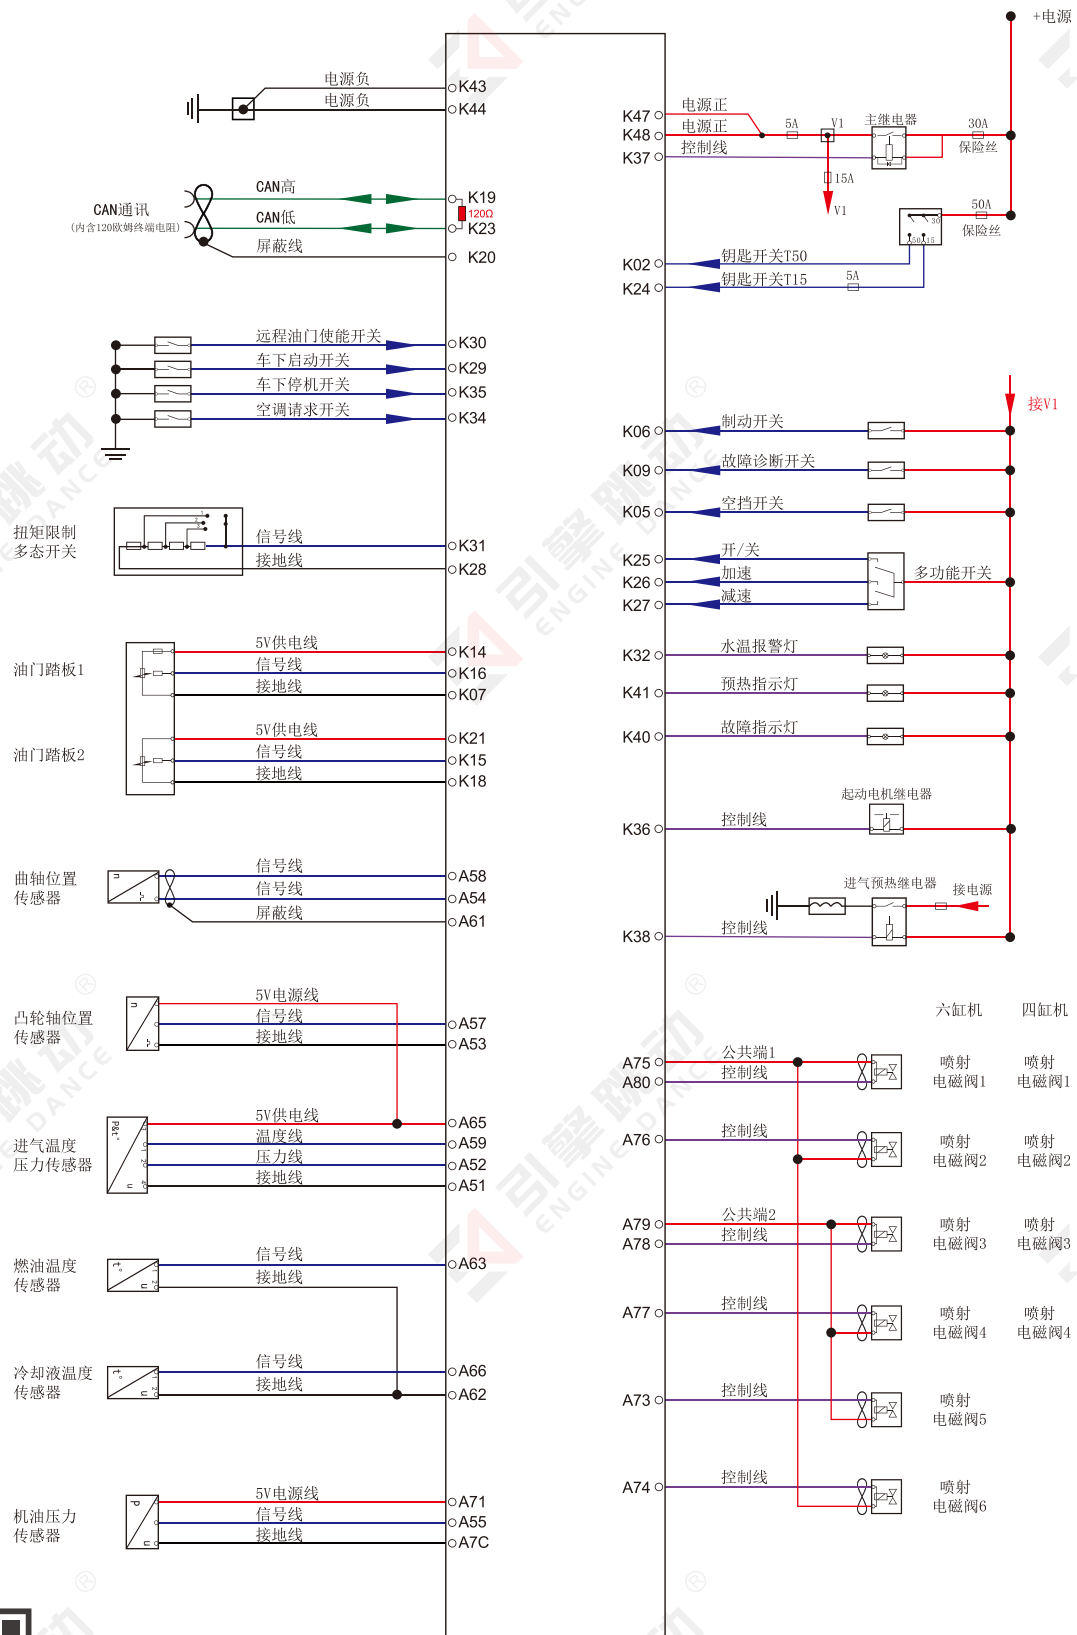 +电源
电源负
K43
电源负
K44
CAN高
K19
CAN通讯
(内含120欧姆终端电阻)
120Ω
CAN低
K23
屏蔽线
K20
远程油门使能开关
K30
车下启动开关
K29
车下停机开关
K35
空调请求开关
K34
扭矩限制
多态开关
信号线
K31
接地线
K28
油门踏板1
5V供电线
K14
信号线
K16
接地线
K07
油门踏板2
5V供电线
K21
信号线
K15
接地线
K18
曲轴位置
传感器
n
信号线
A58
信号线
A54
屏蔽线
A61
凸轮轴位置
传感器
n
5V电源线
信号线
A57
接地线
A53
进气温度
压力传感器
P&t°
u
5V供电线
A65
温度线
A59
压力线
A52
接地线
A51
燃油温度
传感器
t°
u
信号线
A63
接地线
冷却液温度
传感器
t°
u
信号线
A66
接地线
A62
机油压力
传感器
P
u
5V电源线
A71
信号线
A55
接地线
A7C
K47
电源正
K48
电源正
5A
V1
主继电器
30A
保险丝
K37
控制线
15A
V1
50A
保险丝
30
50
15
K02
钥匙开关T50
K24
钥匙开关T15
5A
接V1
K06
制动开关
K09
故障诊断开关
K05
空挡开关
K25
开/关
K26
加速
多功能开关
K27
减速
K32
水温报警灯
K41
预热指示灯
K40
故障指示灯
起动电机继电器
K36
控制线
进气预热继电器
接电源
K38
控制线
六缸机
四缸机
A75
公共端1
A80
控制线
喷射
电磁阀1
喷射
电磁阀1
A76
控制线
喷射
电磁阀2
喷射
电磁阀2
A79
公共端2
A78
控制线
喷射
电磁阀3
喷射
电磁阀3
A77
控制线
喷射
电磁阀4
喷射
电磁阀4
A73
控制线
喷射
电磁阀5
A74
控制线
喷射
电磁阀6
引擎跳动
ENGINE DANCE
®